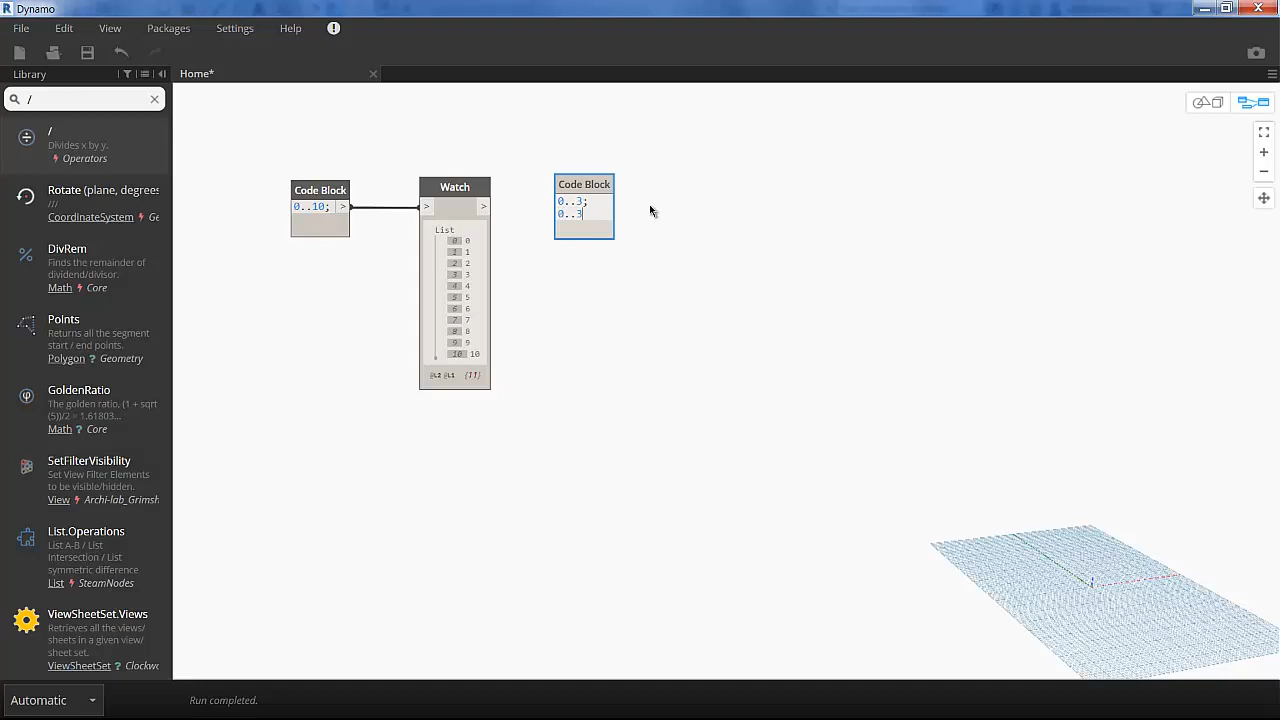 Dynamo
File Edit View Packages Settings Help
Library
Home*
/
/
Divides x by y.
Operators
Rotate (plane, degrees
///
CoordinateSystem Ge
DivRem
Finds the remainder of
dividend/divisor.
Math Core
Points
Returns all the segment
start / end points.
Polygon ? Geometry
GoldenRatio
The golden ratio, (1 + sqrt
(5))/2 = 1.61803...
Math ? Core
SetFilterVisibility
Set View Filter Elements
to be visible/hidden.
View Archi-lab_Grimsh
List.Operations
List A-B / List
Intersection / List
symmetric difference
List SteamNodes
ViewSheetSet.Views
Retrieves all the views/
sheets in a given view/
sheet set.
ViewSheetSet ? Clockwo
Code Block
0..10; >
Watch
> >
List
0 0
1 1
2 2
3 3
4 4
5 5
6 6
7 7
8 8
9 9
10 10
@L2 @L1 {11}
Code Block
0..3;
0..3
Automatic
Run completed.